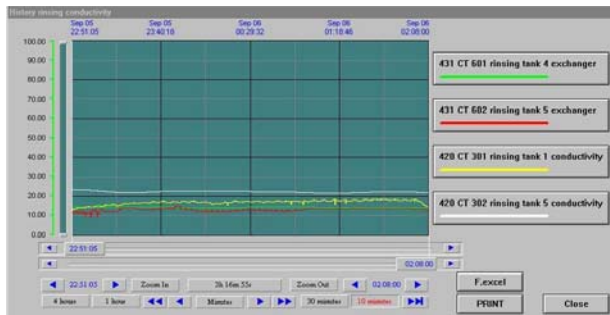 History rinsing conductivity
Sep 05 Sep 05 Sep 06 Sep 06 Sep 06
22:51:05 23:40:18 00:29:32 01:18:46 02:08:00
100.00
90.00
80.00
70.00
60.00
50.00
40.00
30.00
20.00
10.00
0.00
431 CT 601 rinsing tank 4 exchanger
431 CT 602 rinsing tank 5 exchanger
420 CT 301 rinsing tank 1 conductivity
420 CT 302 rinsing tank 5 conductivity
22:51:05
02:08:00
22:51:05 Zoom In 3h 16m 55s Zoom Out 02:08:00
4 hours 1 hour Minutes 30 minutes 10 minutes
F.excel
PRINT Close